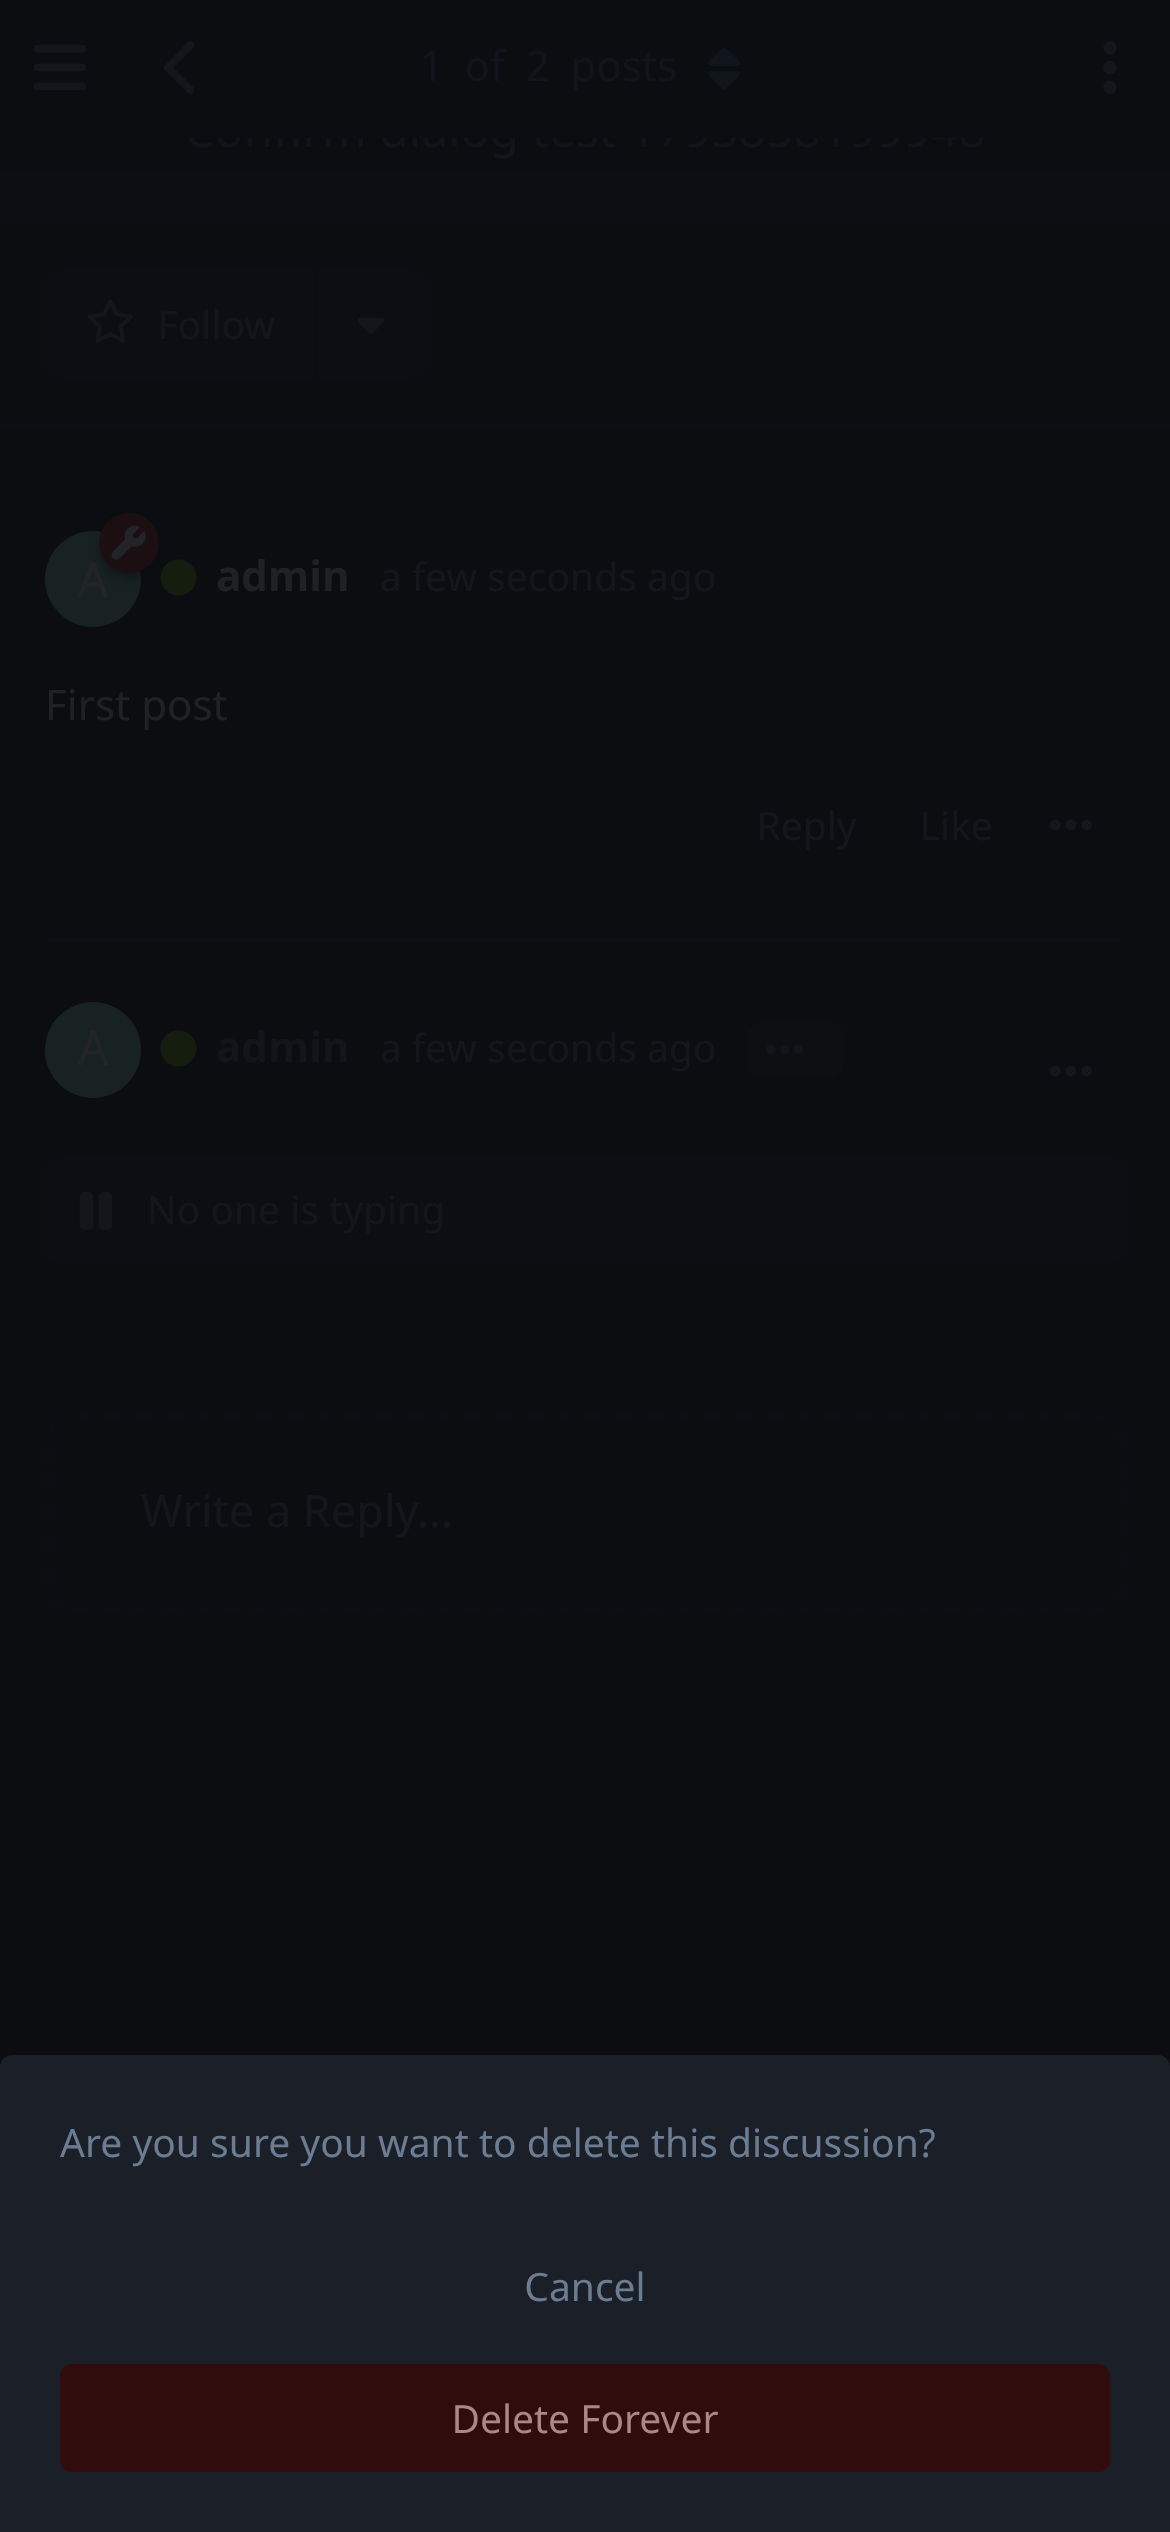 1 of 2 posts
Follow
A admin a few seconds ago
First post
Reply Like
A admin a few seconds ago
No one is typing
Write a Reply...
Are you sure you want to delete this discussion?
Cancel
Delete Forever